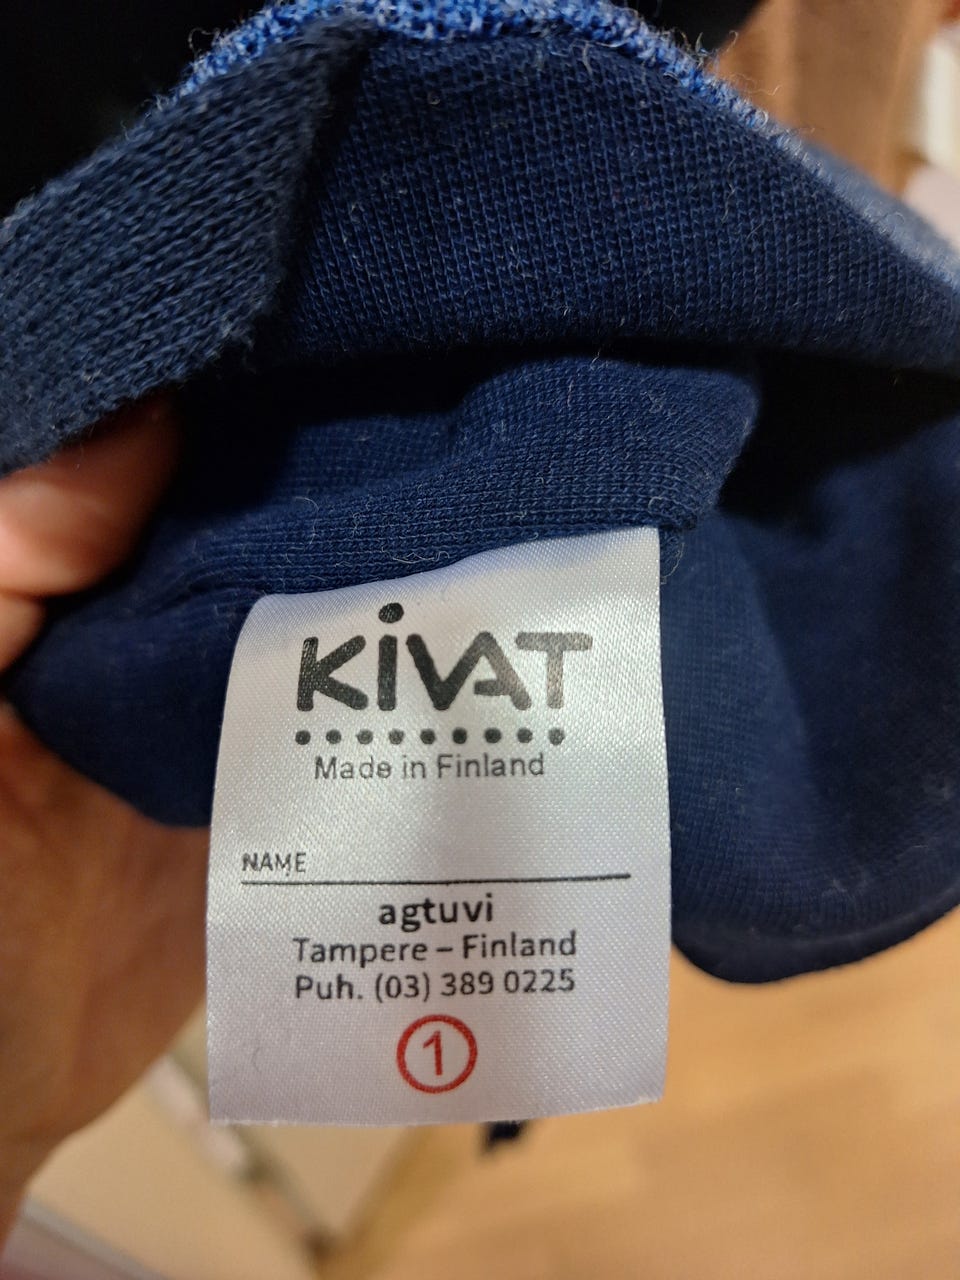 KiVAT
Made in Finland
NAME
agtuvi
Tampere – Finland
Puh. (03) 389 0225
1